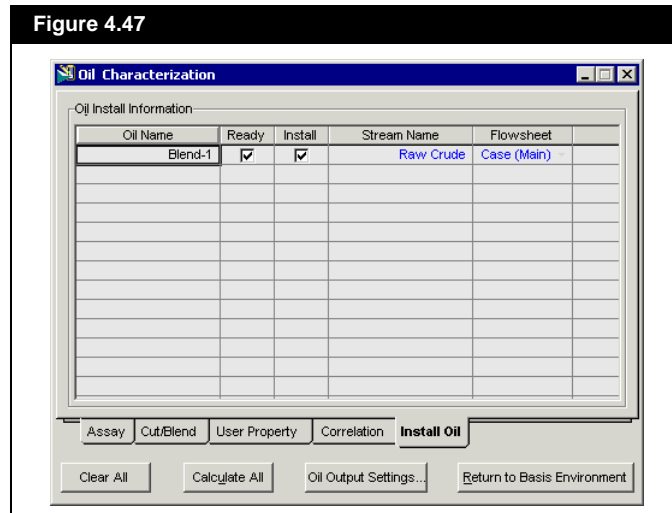 Figure 4.47
Oil Characterization
Oil Install Information
Oil Name Ready Install Stream Name Flowsheet
Blend-1 Raw Crude Case (Main)
Assay Cut/Blend User Property Correlation Install Oil
Clear All Calculate All Oil Output Settings... Return to Basis Environment